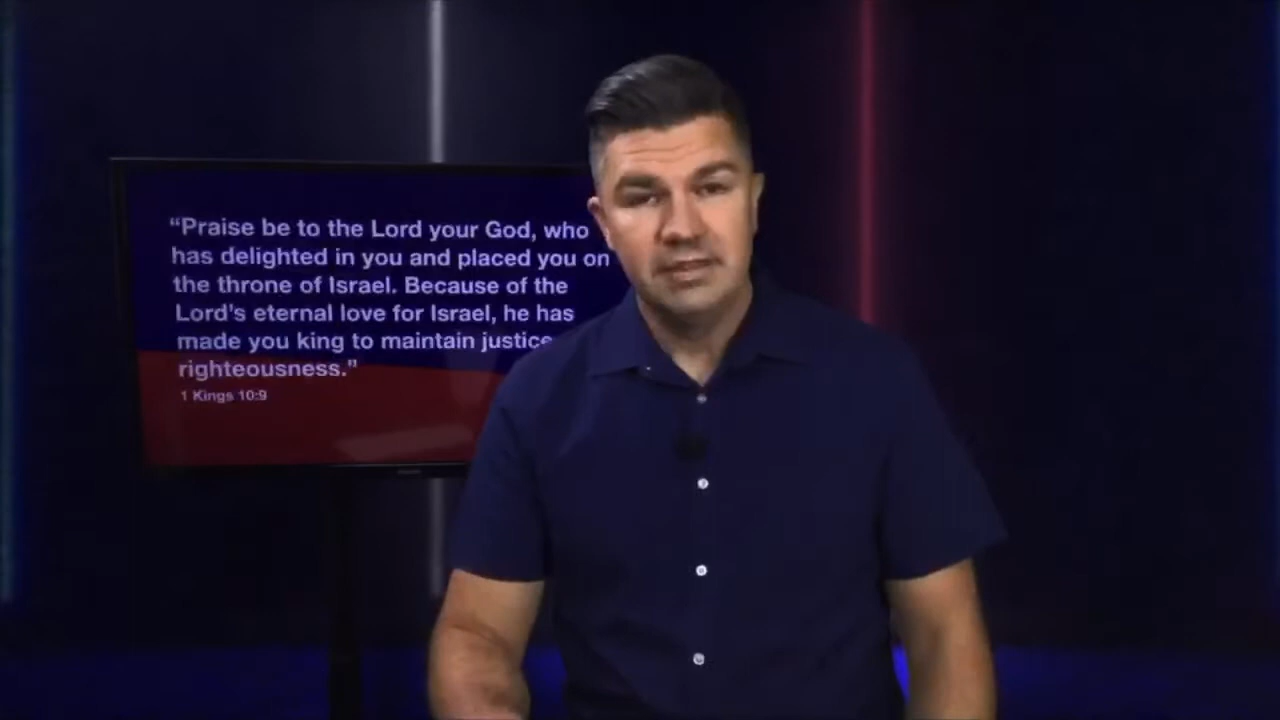 “Praise be to the Lord your God, who
has delighted in you and placed you on
the throne of Israel. Because of the
Lord’s eternal love for Israel, he has
made you king to maintain justice
righteousness.”
1 Kings 10:9